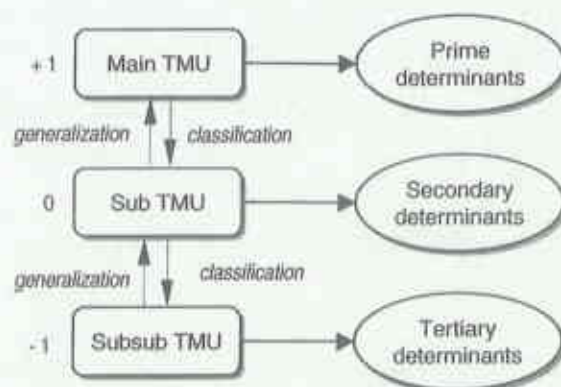 +1
Main TMU
Prime
determinants
generalization
classification
0
Sub TMU
Secondary
determinants
generalization
classification
-1
Subsub TMU
Tertiary
determinants